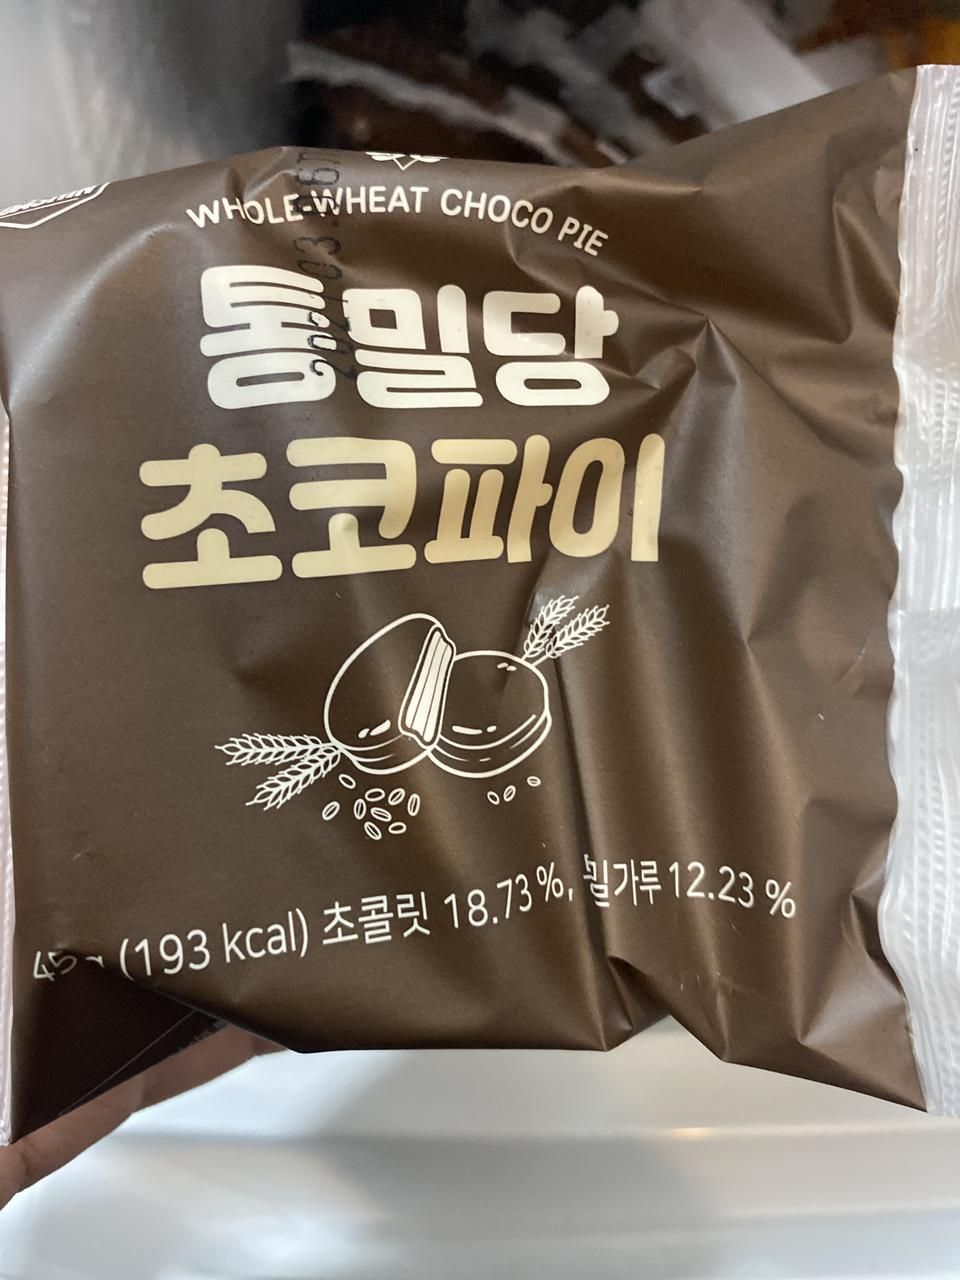 WHOLE-WHEAT CHOCO PIE
통밀당
초코파이
45g (193 kcal) 초콜릿 18.73 %, 밀가루 12.23 %